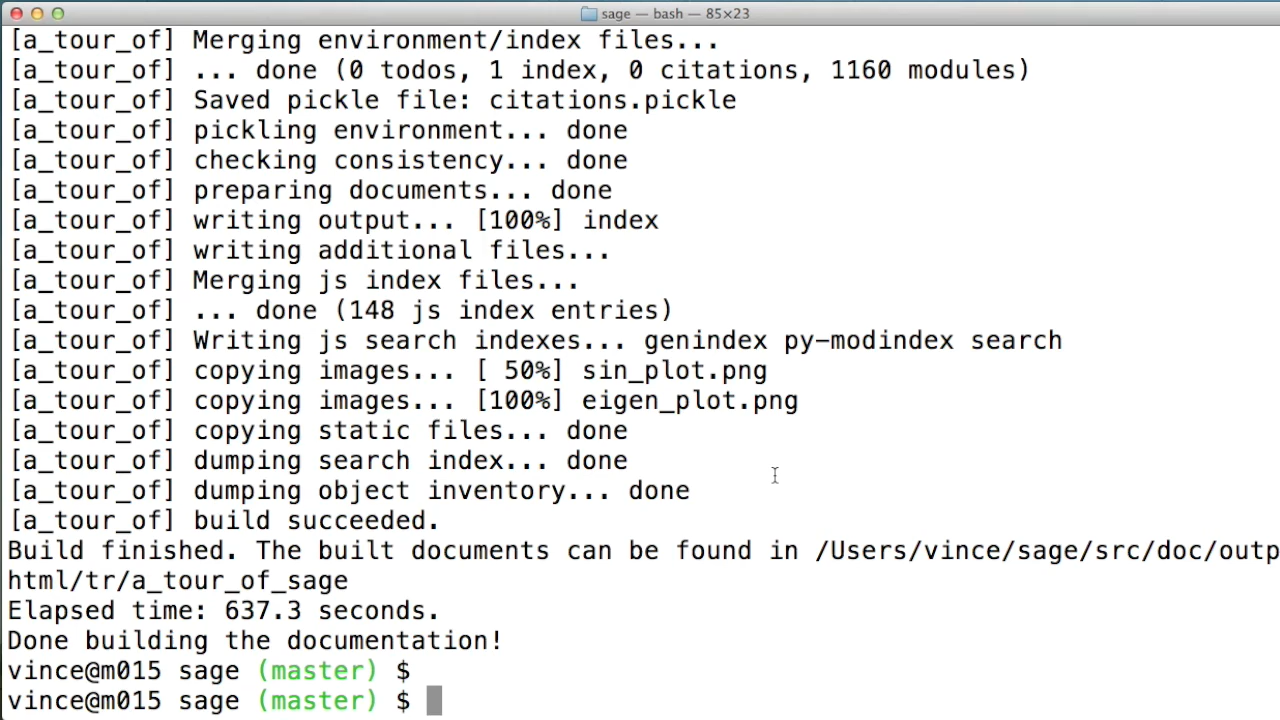 sage — bash — 85×23
[a_tour_of] Merging environment/index files...
[a_tour_of] ... done (0 todos, 1 index, 0 citations, 1160 modules)
[a_tour_of] Saved pickle file: citations.pickle
[a_tour_of] pickling environment... done
[a_tour_of] checking consistency... done
[a_tour_of] preparing documents... done
[a_tour_of] writing output... [100%] index
[a_tour_of] writing additional files...
[a_tour_of] Merging js index files...
[a_tour_of] ... done (148 js index entries)
[a_tour_of] Writing js search indexes... genindex py-modindex search
[a_tour_of] copying images... [ 50%] sin_plot.png
[a_tour_of] copying images... [100%] eigen_plot.png
[a_tour_of] copying static files... done
[a_tour_of] dumping search index... done
[a_tour_of] dumping object inventory... done
[a_tour_of] build succeeded.
Build finished. The built documents can be found in /Users/vince/sage/src/doc/outp
html/tr/a_tour_of_sage
Elapsed time: 637.3 seconds.
Done building the documentation!
vince@m015 sage (master) $
vince@m015 sage (master) $